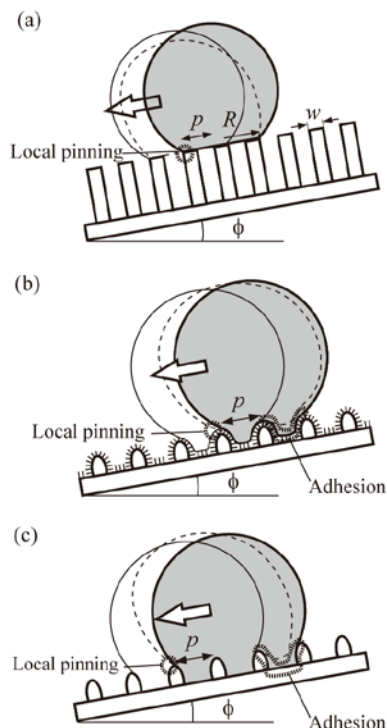 (a)
p
R
w
Local pinning
ϕ
(b)
p
Local pinning
ϕ
Adhesion
(c)
p
Local pinning
ϕ
Adhesion